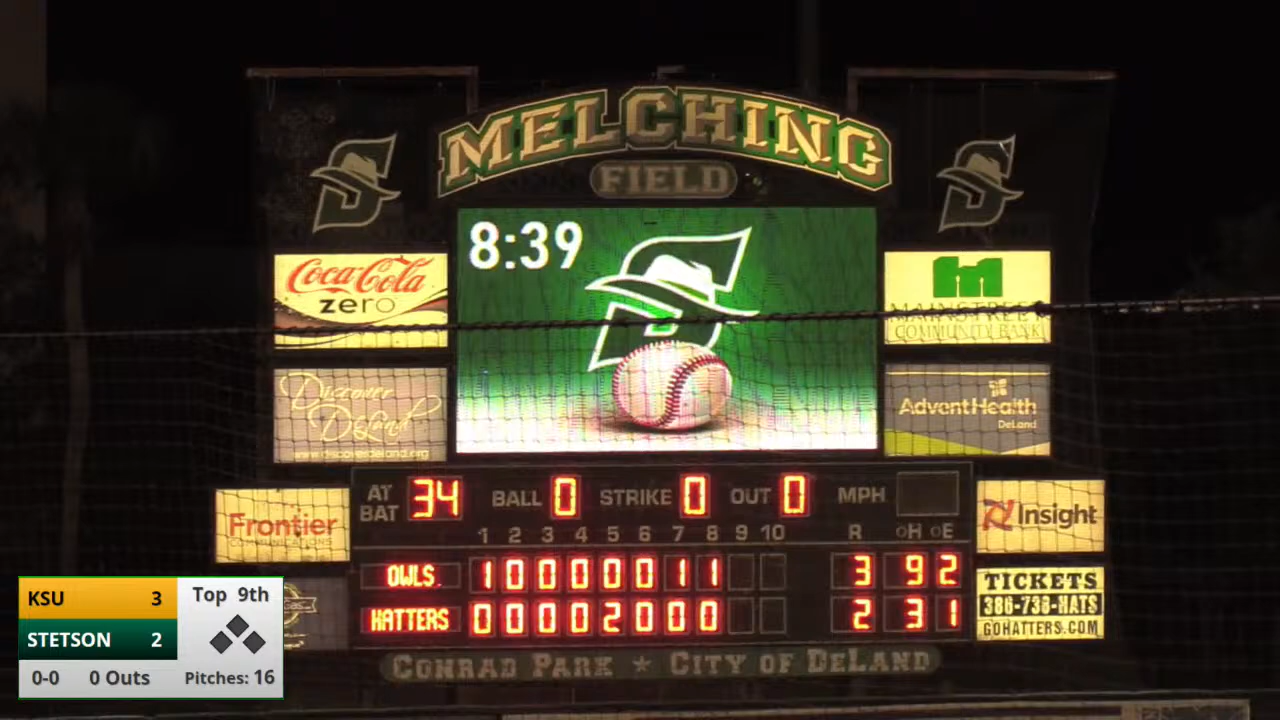 MELCHING
FIELD
8:39
Coca-Cola
zero
MAINSTREET
COMMUNITY BANK
Discover
DeLand
www.discoverdeland.org
AdventHealth
DeLand
AT BAT 34 BALL 0 STRIKE 0 OUT 0 MPH
Frontier
COMMUNICATIONS
Insight
1 2 3 4 5 6 7 8 9 10 R H E
OWLS 1 0 0 0 0 0 1 1 3 9 2
HATTERS 0 0 0 0 2 0 0 0 2 3 1
TICKETS
386-738-HATS
GOHATTERS.COM
CONRAD PARK ★ CITY OF DELAND
KSU 3 Top 9th
STETSON 2
0-0 0 Outs Pitches: 16